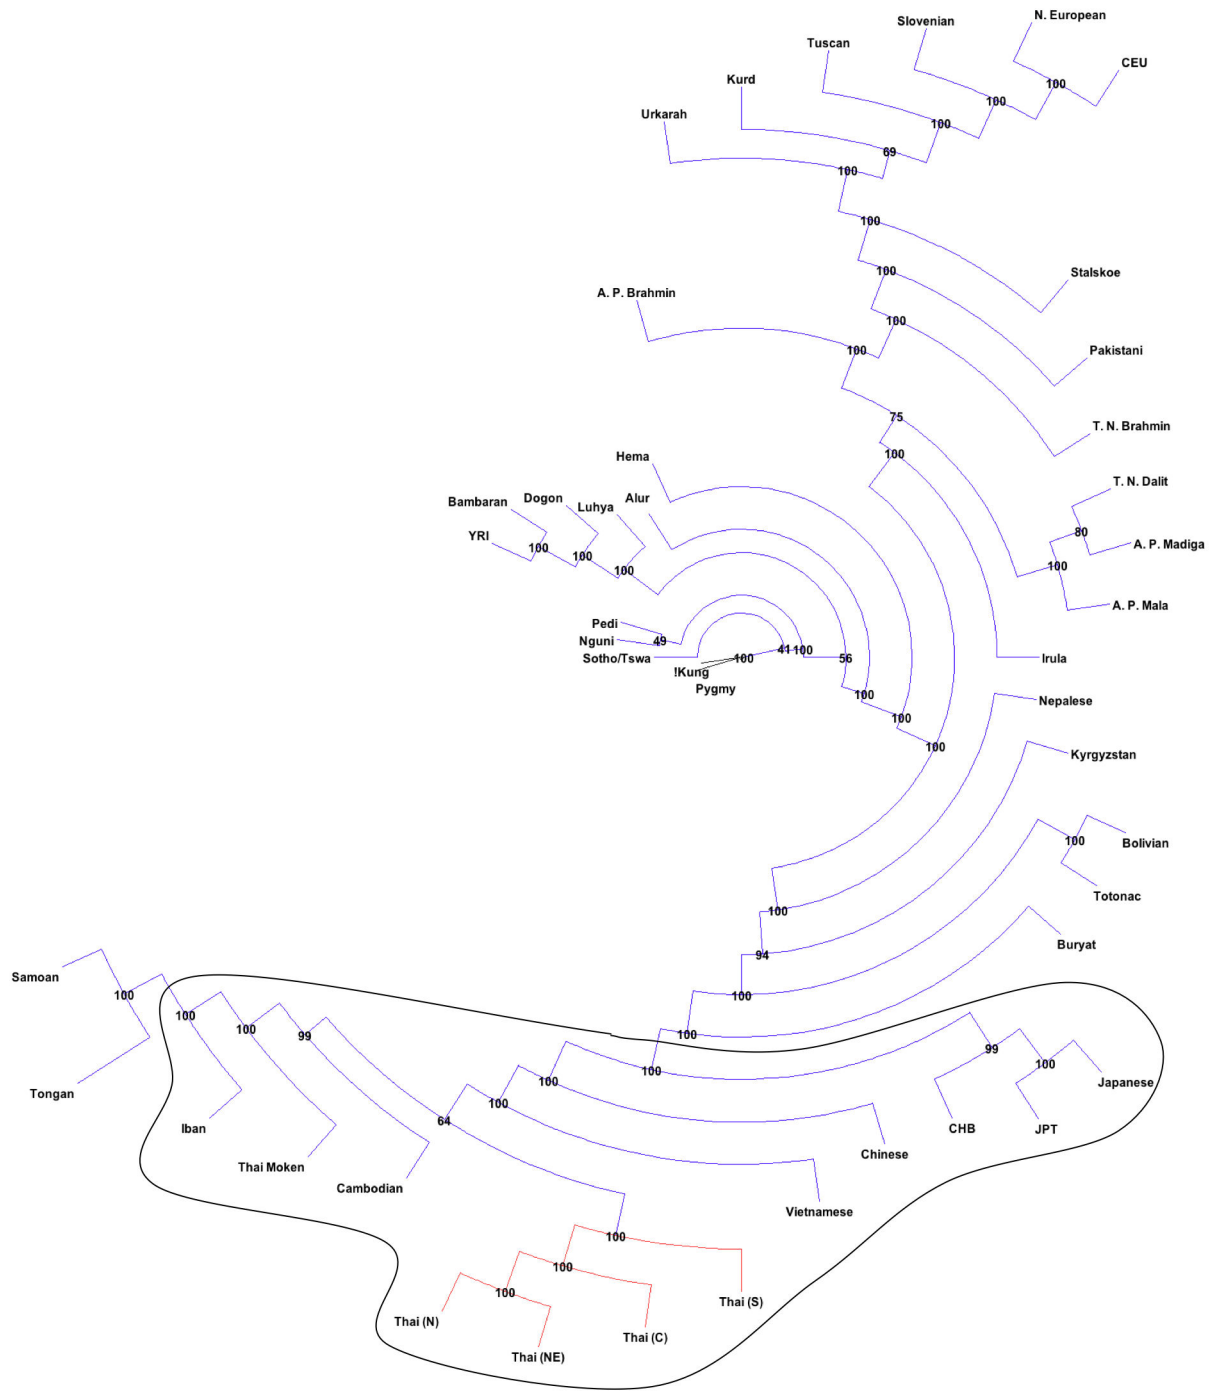 N. European
Slovenian
Tuscan
CEU
100
Kurd
100
Urkarah
100
69
100
100
Stalskoe
100
A. P. Brahmin
100
100
Pakistani
75
T. N. Brahmin
100
Hema
T. N. Dalit
Bambaran
Dogon
Luhya
Alur
YRI
80
A. P. Madiga
100
100
100
100
A. P. Mala
Pedi
Nguni
49
Sotho/Tswa
100
41
100
56
Irula
!Kung
Pygmy
100
Nepalese
100
100
Kyrgyzstan
100
Bolivian
Totonac
100
Buryat
94
Samoan
100
100
100
100
99
100
99
100
100
Japanese
Tongan
100
100
64
Iban
CHB
JPT
Thai Moken
Chinese
Cambodian
Vietnamese
100
100
100
Thai (S)
Thai (N)
Thai (C)
Thai (NE)